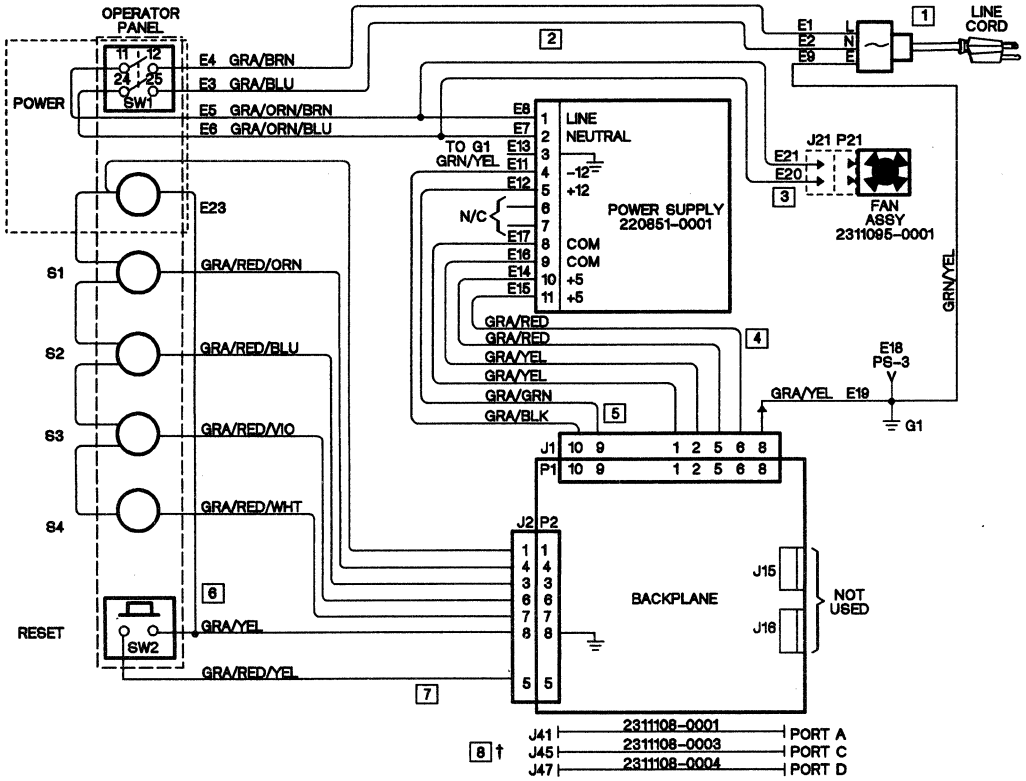 OPERATOR
PANEL
11 12
24 25
SW1
POWER
E4 GRA/BRN
E3 GRA/BLU
E5 GRA/ORN/BRN
E6 GRA/ORN/BLU
2
E1 L
E2 N
E9 E
~
1
LINE
CORD
TO G1
GRN/YEL
E8
E7
E13
E11
E12
N/C
E17
E16
E14
E15
1 LINE
2 NEUTRAL
3
4 -12
5 +12
6
7
8 COM
9 COM
10 +5
11 +5
POWER SUPPLY
220851-0001
J21 P21
E21
E20
3
FAN
ASSY
2311095-0001
E23
S1
GRA/RED/ORN
S2
GRA/RED/BLU
S3
GRA/RED/VIO
S4
GRA/RED/WHT
GRA/RED
GRA/RED
GRA/YEL
GRA/YEL
GRA/GRN
GRA/BLK
4
5
GRN/YEL
E18
PS-3
GRA/YEL E19
G1
J1 10 9 1 2 5 6 8
P1 10 9 1 2 5 6 8
J2 P2
1 1
4 4
3 3
6 6
7 7
8 8
5 5
BACKPLANE
J15
J16
NOT
USED
6
RESET
SW2
GRA/YEL
GRA/RED/YEL
7
8 †
J41 2311108-0001 PORT A
J45 2311108-0003 PORT C
J47 2311108-0004 PORT D